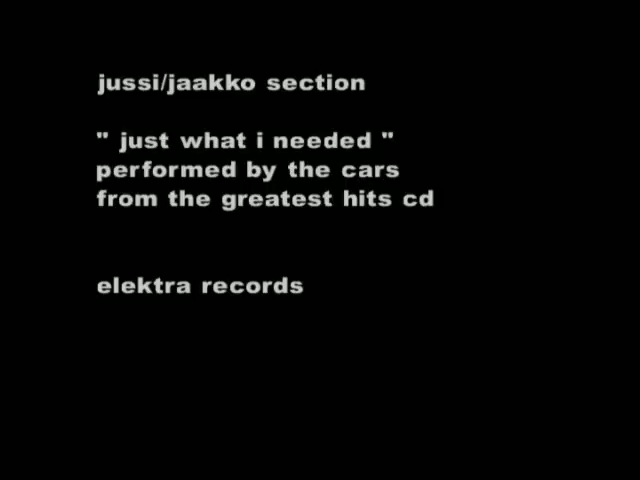 jussi/jaakko section
" just what i needed "
performed by the cars
from the greatest hits cd
elektra records